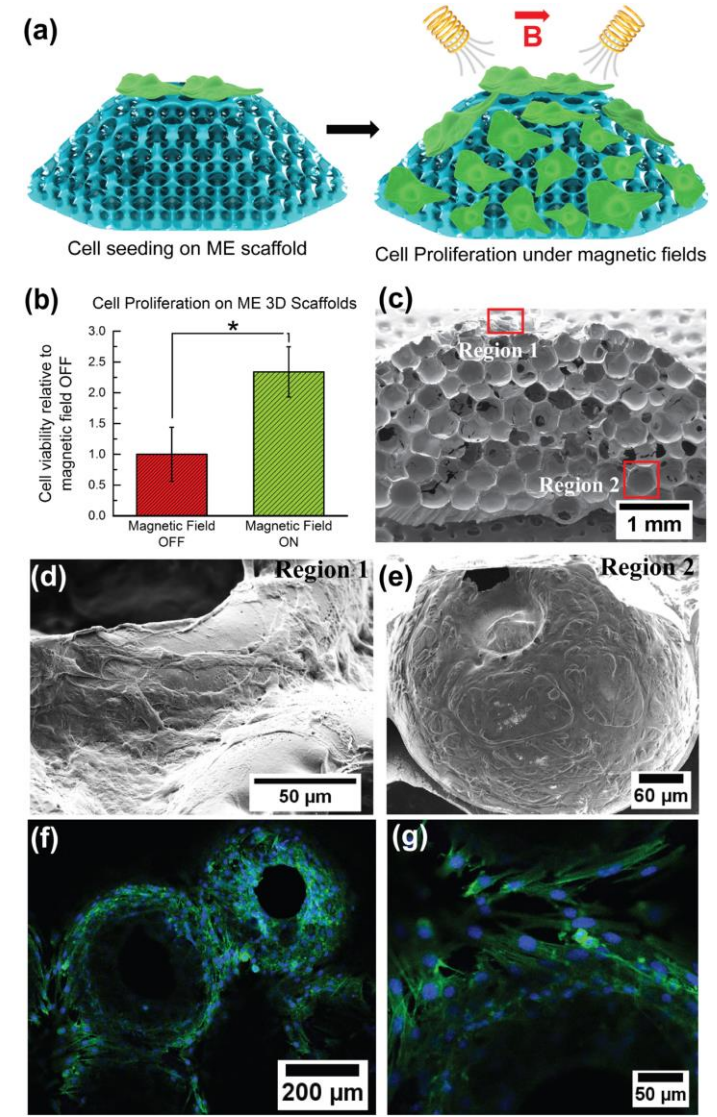 (a)
B
Cell seeding on ME scaffold
Cell Proliferation under magnetic fields
(b)
Cell Proliferation on ME 3D Scaffolds
Cell viability relative to
magnetic field OFF
3.0
2.5
2.0
1.5
1.0
0.5
0.0
*
Magnetic Field
OFF
Magnetic Field
ON
(c)
Region 1
Region 2
1 mm
(d)
Region 1
50 µm
(e)
Region 2
60 µm
(f)
200 µm
(g)
50 µm